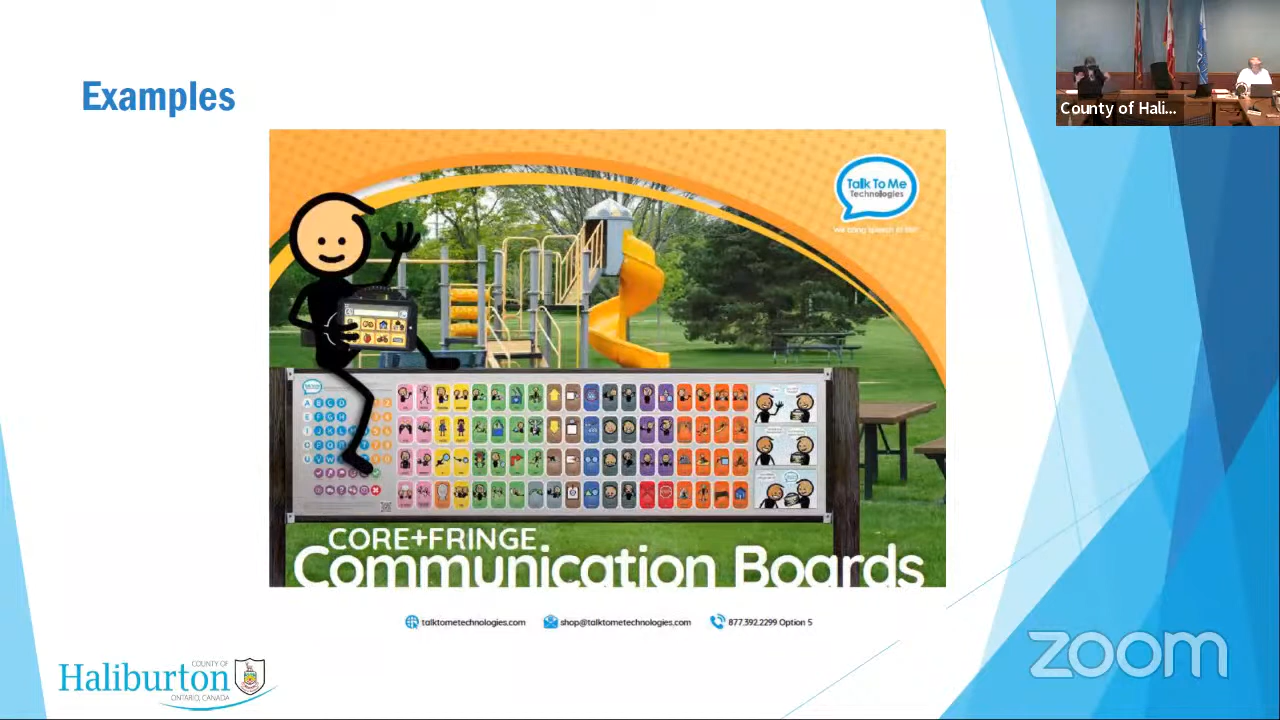 Examples
County of Hali...
Talk To Me
Technologies
CORE+FRINGE
Communication Boards
talktometechnologies.com
shop@talktometechnologies.com
877.392.2299 Option 5
COUNTY OF
Haliburton
ONTARIO, CANADA
zoom